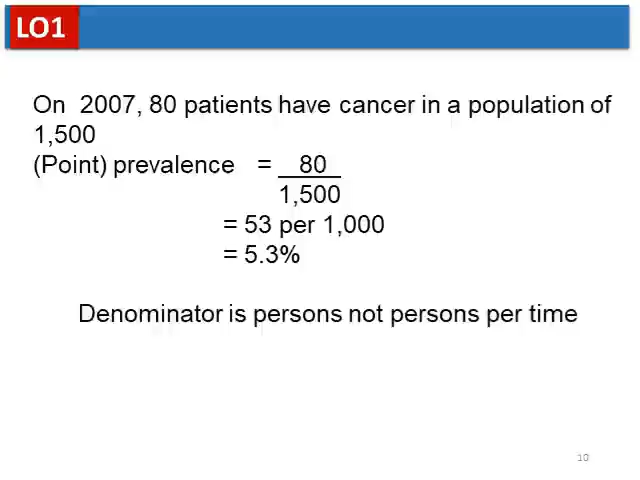 LO1
On 2007, 80 patients have cancer in a population of
1,500
(Point) prevalence = 80
1,500
= 53 per 1,000
= 5.3%
Denominator is persons not persons per time
10